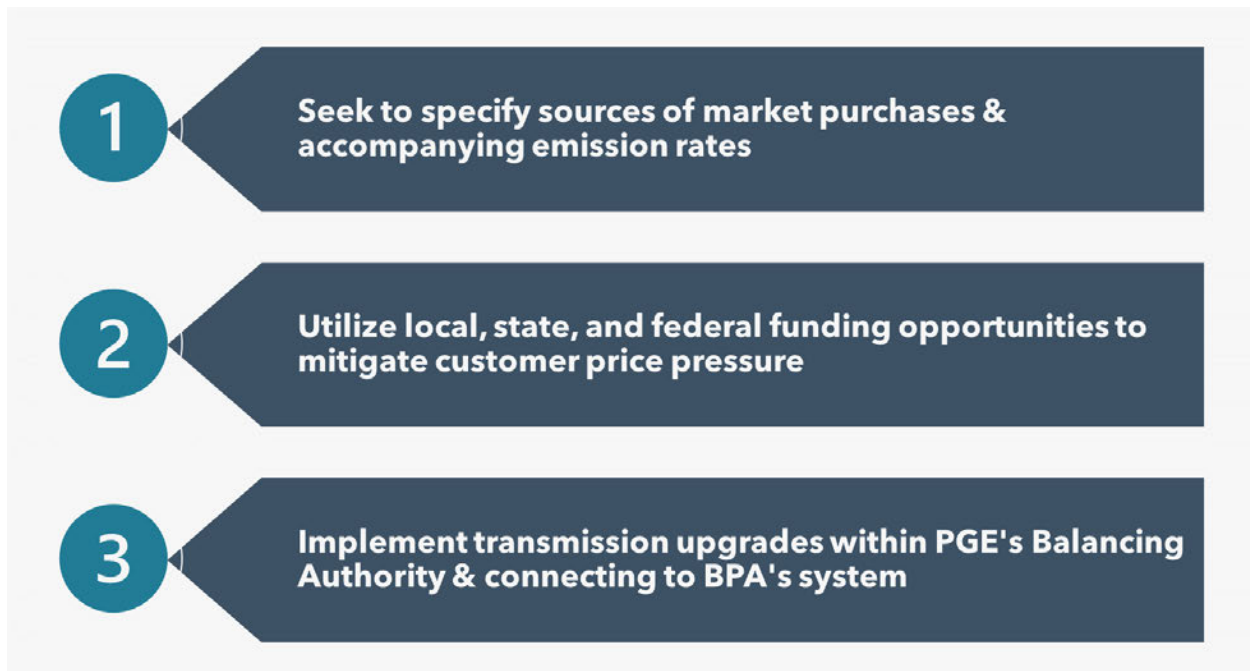 1
Seek to specify sources of market purchases &
accompanying emission rates
2
Utilize local, state, and federal funding opportunities to
mitigate customer price pressure
3
Implement transmission upgrades within PGE's Balancing
Authority & connecting to BPA's system